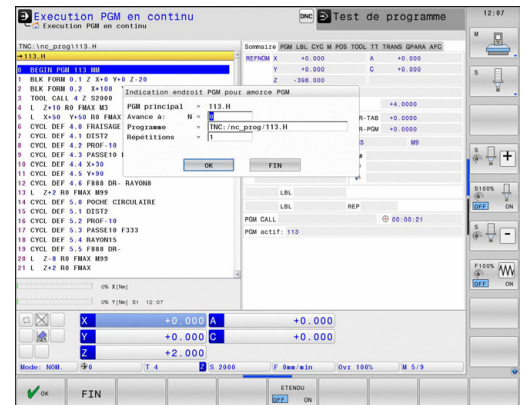 Execution PGM en continu
Execution PGM en continu
DNC
Test de programme
12:07
TNC:\nc_prog\113.H
→113.H
0 BEGIN PGM 113 MM
1 BLK FORM 0.1 Z X+0 Y+0 Z-20
2 BLK FORM 0.2 X+100
3 TOOL CALL 4 Z S2000
4 L Z+10 R0 FMAX M3
5 L X+50 Y+50 R0 FMAX
6 CYCL DEF 4.0 FRAISAGE
7 CYCL DEF 4.1 DIST2
8 CYCL DEF 4.2 PROF-10
9 CYCL DEF 4.3 PASSE10
10 CYCL DEF 4.4 X+30
11 CYCL DEF 4.5 Y+90
12 CYCL DEF 4.6 F888 DR- RAYON8
13 L Z+2 R0 FMAX M99
14 CYCL DEF 5.0 POCHE CIRCULAIRE
15 CYCL DEF 5.1 DIST2
16 CYCL DEF 5.2 PROF-10
17 CYCL DEF 5.3 PASSE10 F333
18 CYCL DEF 5.4 RAYON15
19 CYCL DEF 5.5 F888 DR-
20 L Z-8 R0 FMAX M99
21 L Z+2 R0 FMAX
Indication endroit PGM pour amorce PGM
PGM principal = 113.H
Avance à: N = 0
Programme = TNC:/nc_prog/113.H
Répétitions = 1
OK
FIN
Sommaire PGM LBL CYC M POS TOOL TT TRANS QPARA AFC
REFNOM X +0.000 A +0.000
Y +0.000 C +0.000
Z -398.000
+4.0000
R-TAB +0.0000
R-PGM +0.0000
M9
LBL
LBL REP
PGM CALL 00:00:21
PGM actif: 113
0% X[Nm]
0% Y[Nm] S1 12:07
X +0.000 A +0.000
Y +0.000 C +0.000
Z +2.000
Mode: NOM. 0 T 4 Z S 2000 F 0mm/min Ovr 100% M 5/9
M
S
S
S100%
OFF ON
S
F100%
OFF ON
OK
FIN
ETENDU
OFF ON